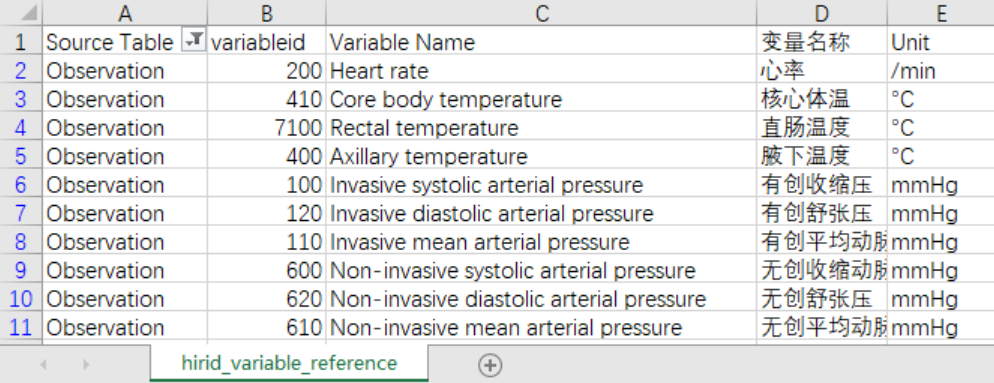 A B C D E
1 Source Table variableid Variable Name 变量名称 Unit
2 Observation 200 Heart rate 心率 /min
3 Observation 410 Core body temperature 核心体温 °C
4 Observation 7100 Rectal temperature 直肠温度 °C
5 Observation 400 Axillary temperature 腋下温度 °C
6 Observation 100 Invasive systolic arterial pressure 有创收缩压 mmHg
7 Observation 120 Invasive diastolic arterial pressure 有创舒张压 mmHg
8 Observation 110 Invasive mean arterial pressure 有创平均动脉 mmHg
9 Observation 600 Non-invasive systolic arterial pressure 无创收缩动脉 mmHg
10 Observation 620 Non-invasive diastolic arterial pressure 无创舒张压 mmHg
11 Observation 610 Non-invasive mean arterial pressure 无创平均动脉 mmHg
hirid_variable_reference